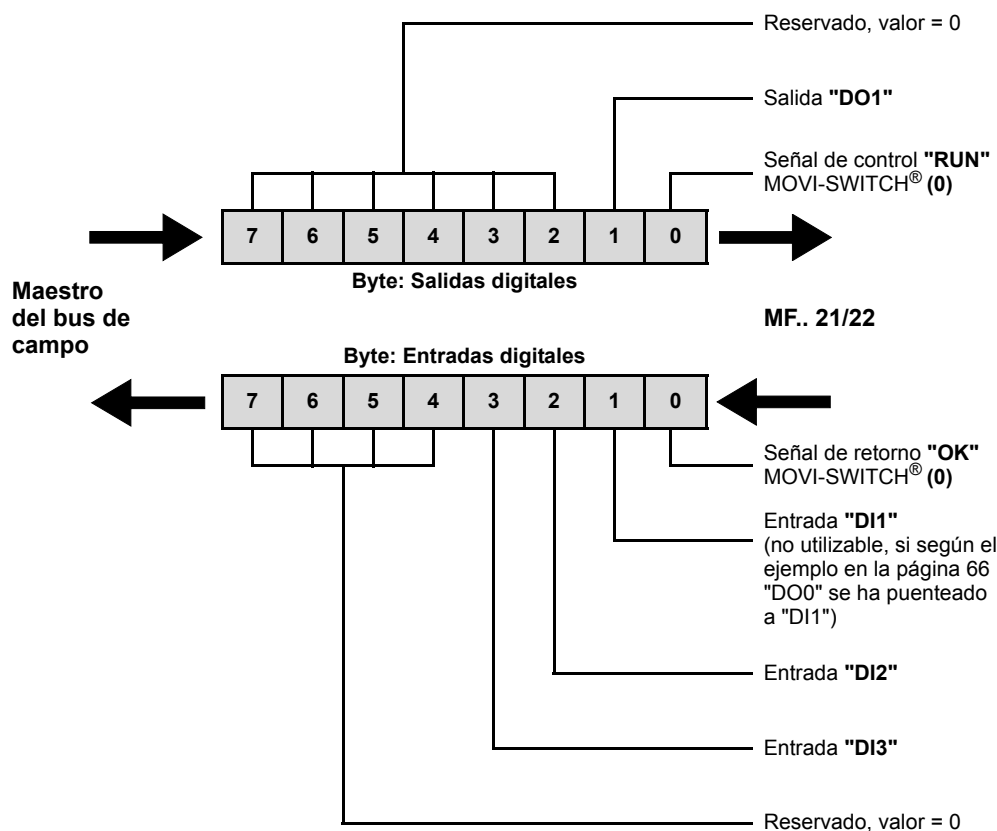 Reservado, valor = 0
Salida "DO1"
Señal de control "RUN"
MOVI-SWITCH® (0)
7 6 5 4 3 2 1 0
Byte: Salidas digitales
Maestro
del bus de
campo
MF.. 21/22
Byte: Entradas digitales
7 6 5 4 3 2 1 0
Señal de retorno "OK"
MOVI-SWITCH® (0)
Entrada "DI1"
(no utilizable, si según el
ejemplo en la página 66
"DO0" se ha puenteado
a "DI1")
Entrada "DI2"
Entrada "DI3"
Reservado, valor = 0